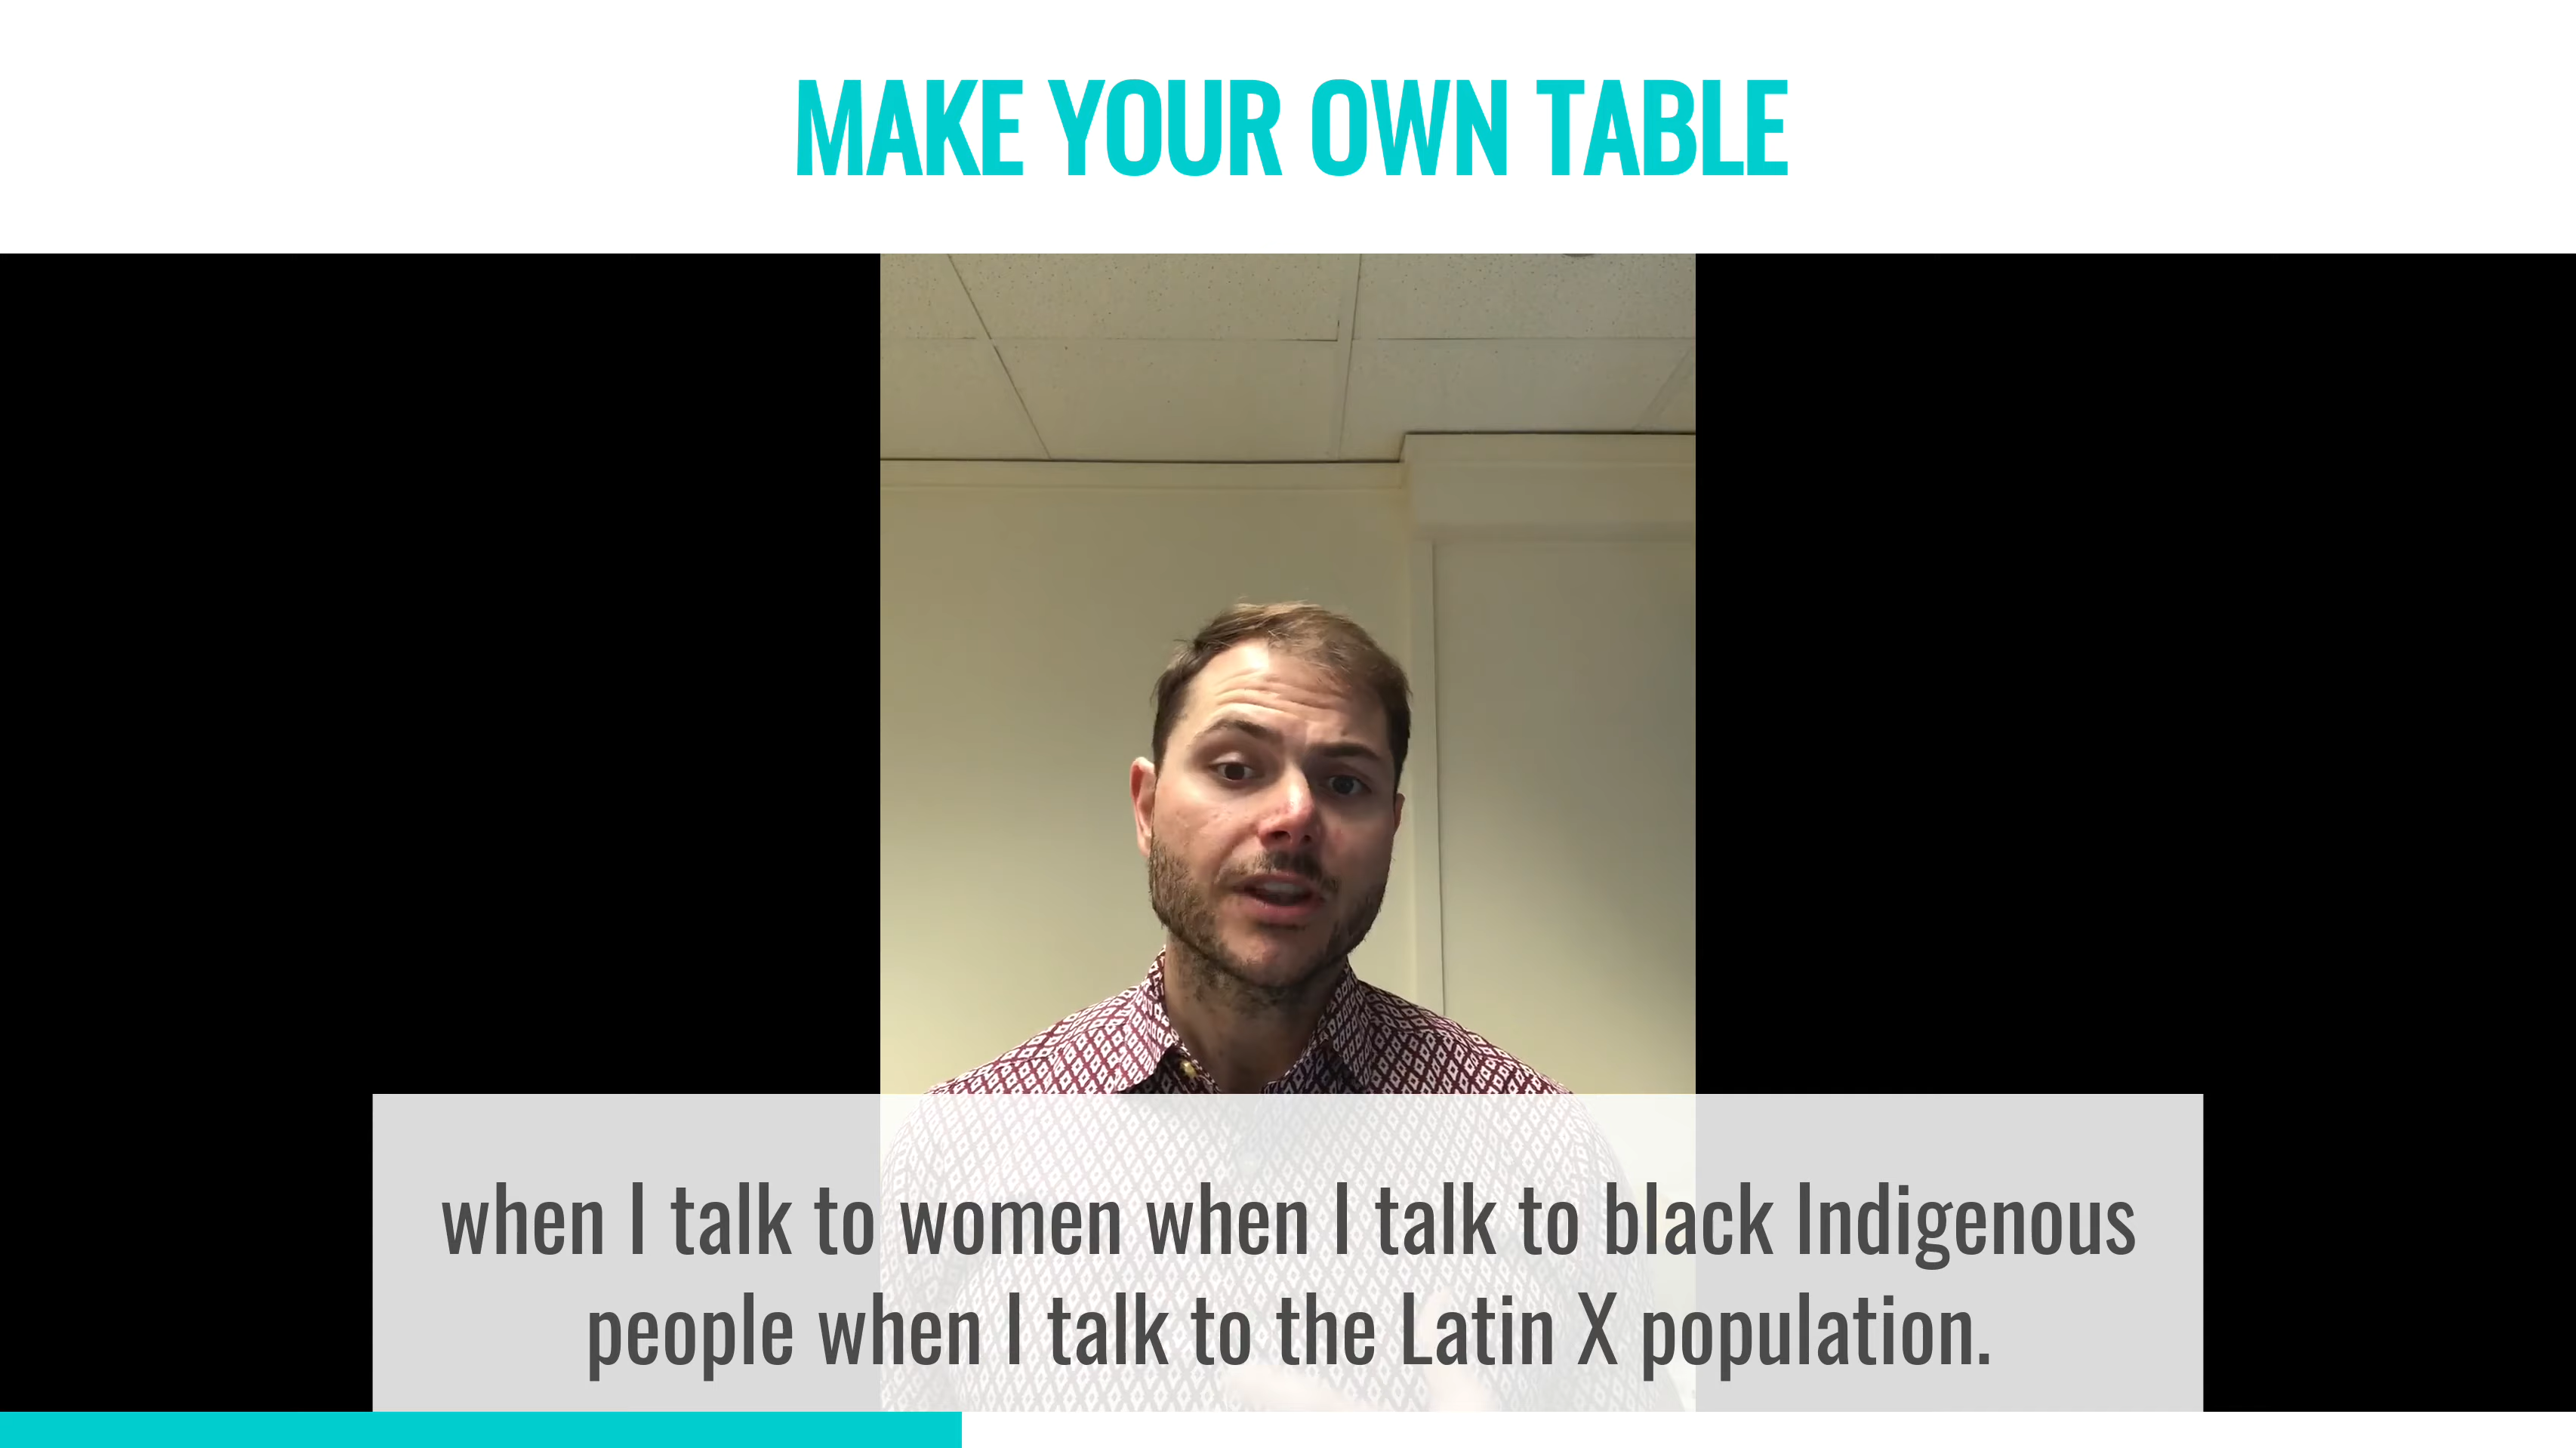 MAKE YOUR OWN TABLE
when I talk to women when I talk to black Indigenous
people when I talk to the Latin X population.